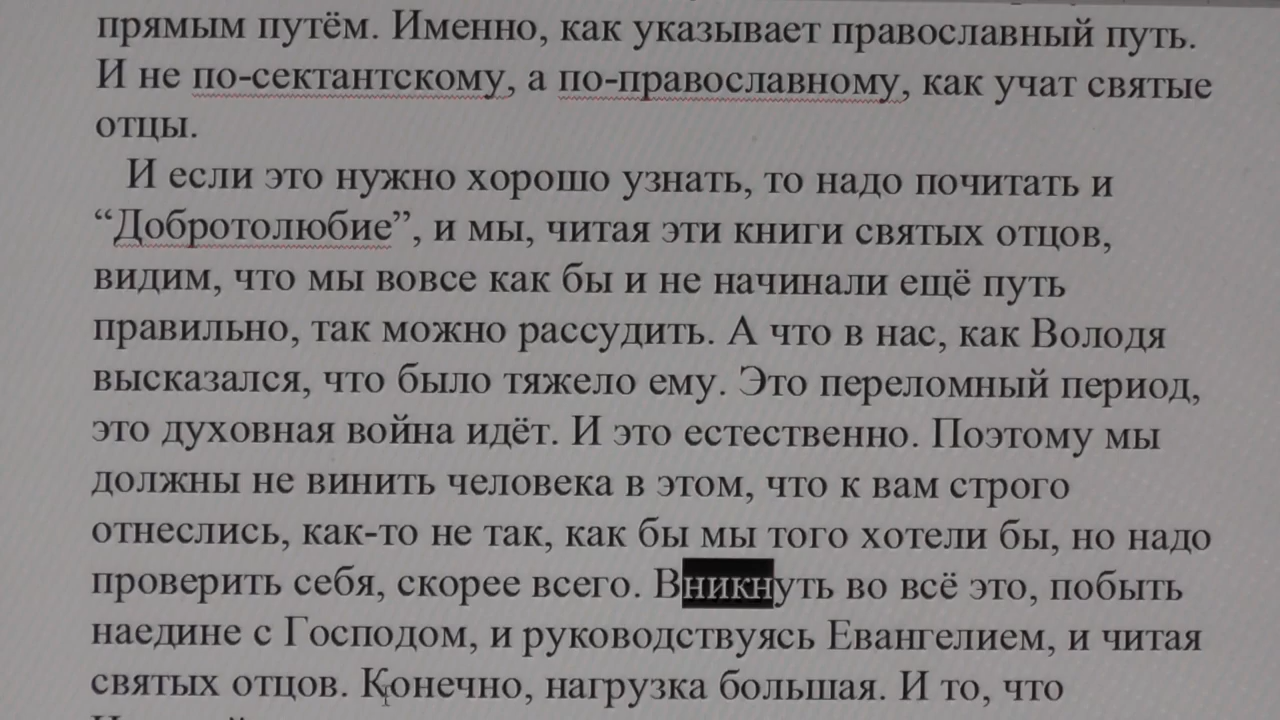 прямым путём. Именно, как указывает православный путь.
И не по-сектантскому, а по-православному, как учат святые
отцы.
И если это нужно хорошо узнать, то надо почитать и
“Добротолюбие”, и мы, читая эти книги святых отцов,
видим, что мы вовсе как бы и не начинали ещё путь
правильно, так можно рассудить. А что в нас, как Володя
высказался, что было тяжело ему. Это переломный период,
это духовная война идёт. И это естественно. Поэтому мы
должны не винить человека в этом, что к вам строго
отнеслись, как-то не так, как бы мы того хотели бы, но надо
проверить себя, скорее всего. Вникнуть во всё это, побыть
наедине с Господом, и руководствуясь Евангелием, и читая
святых отцов. Конечно, нагрузка большая. И то, что